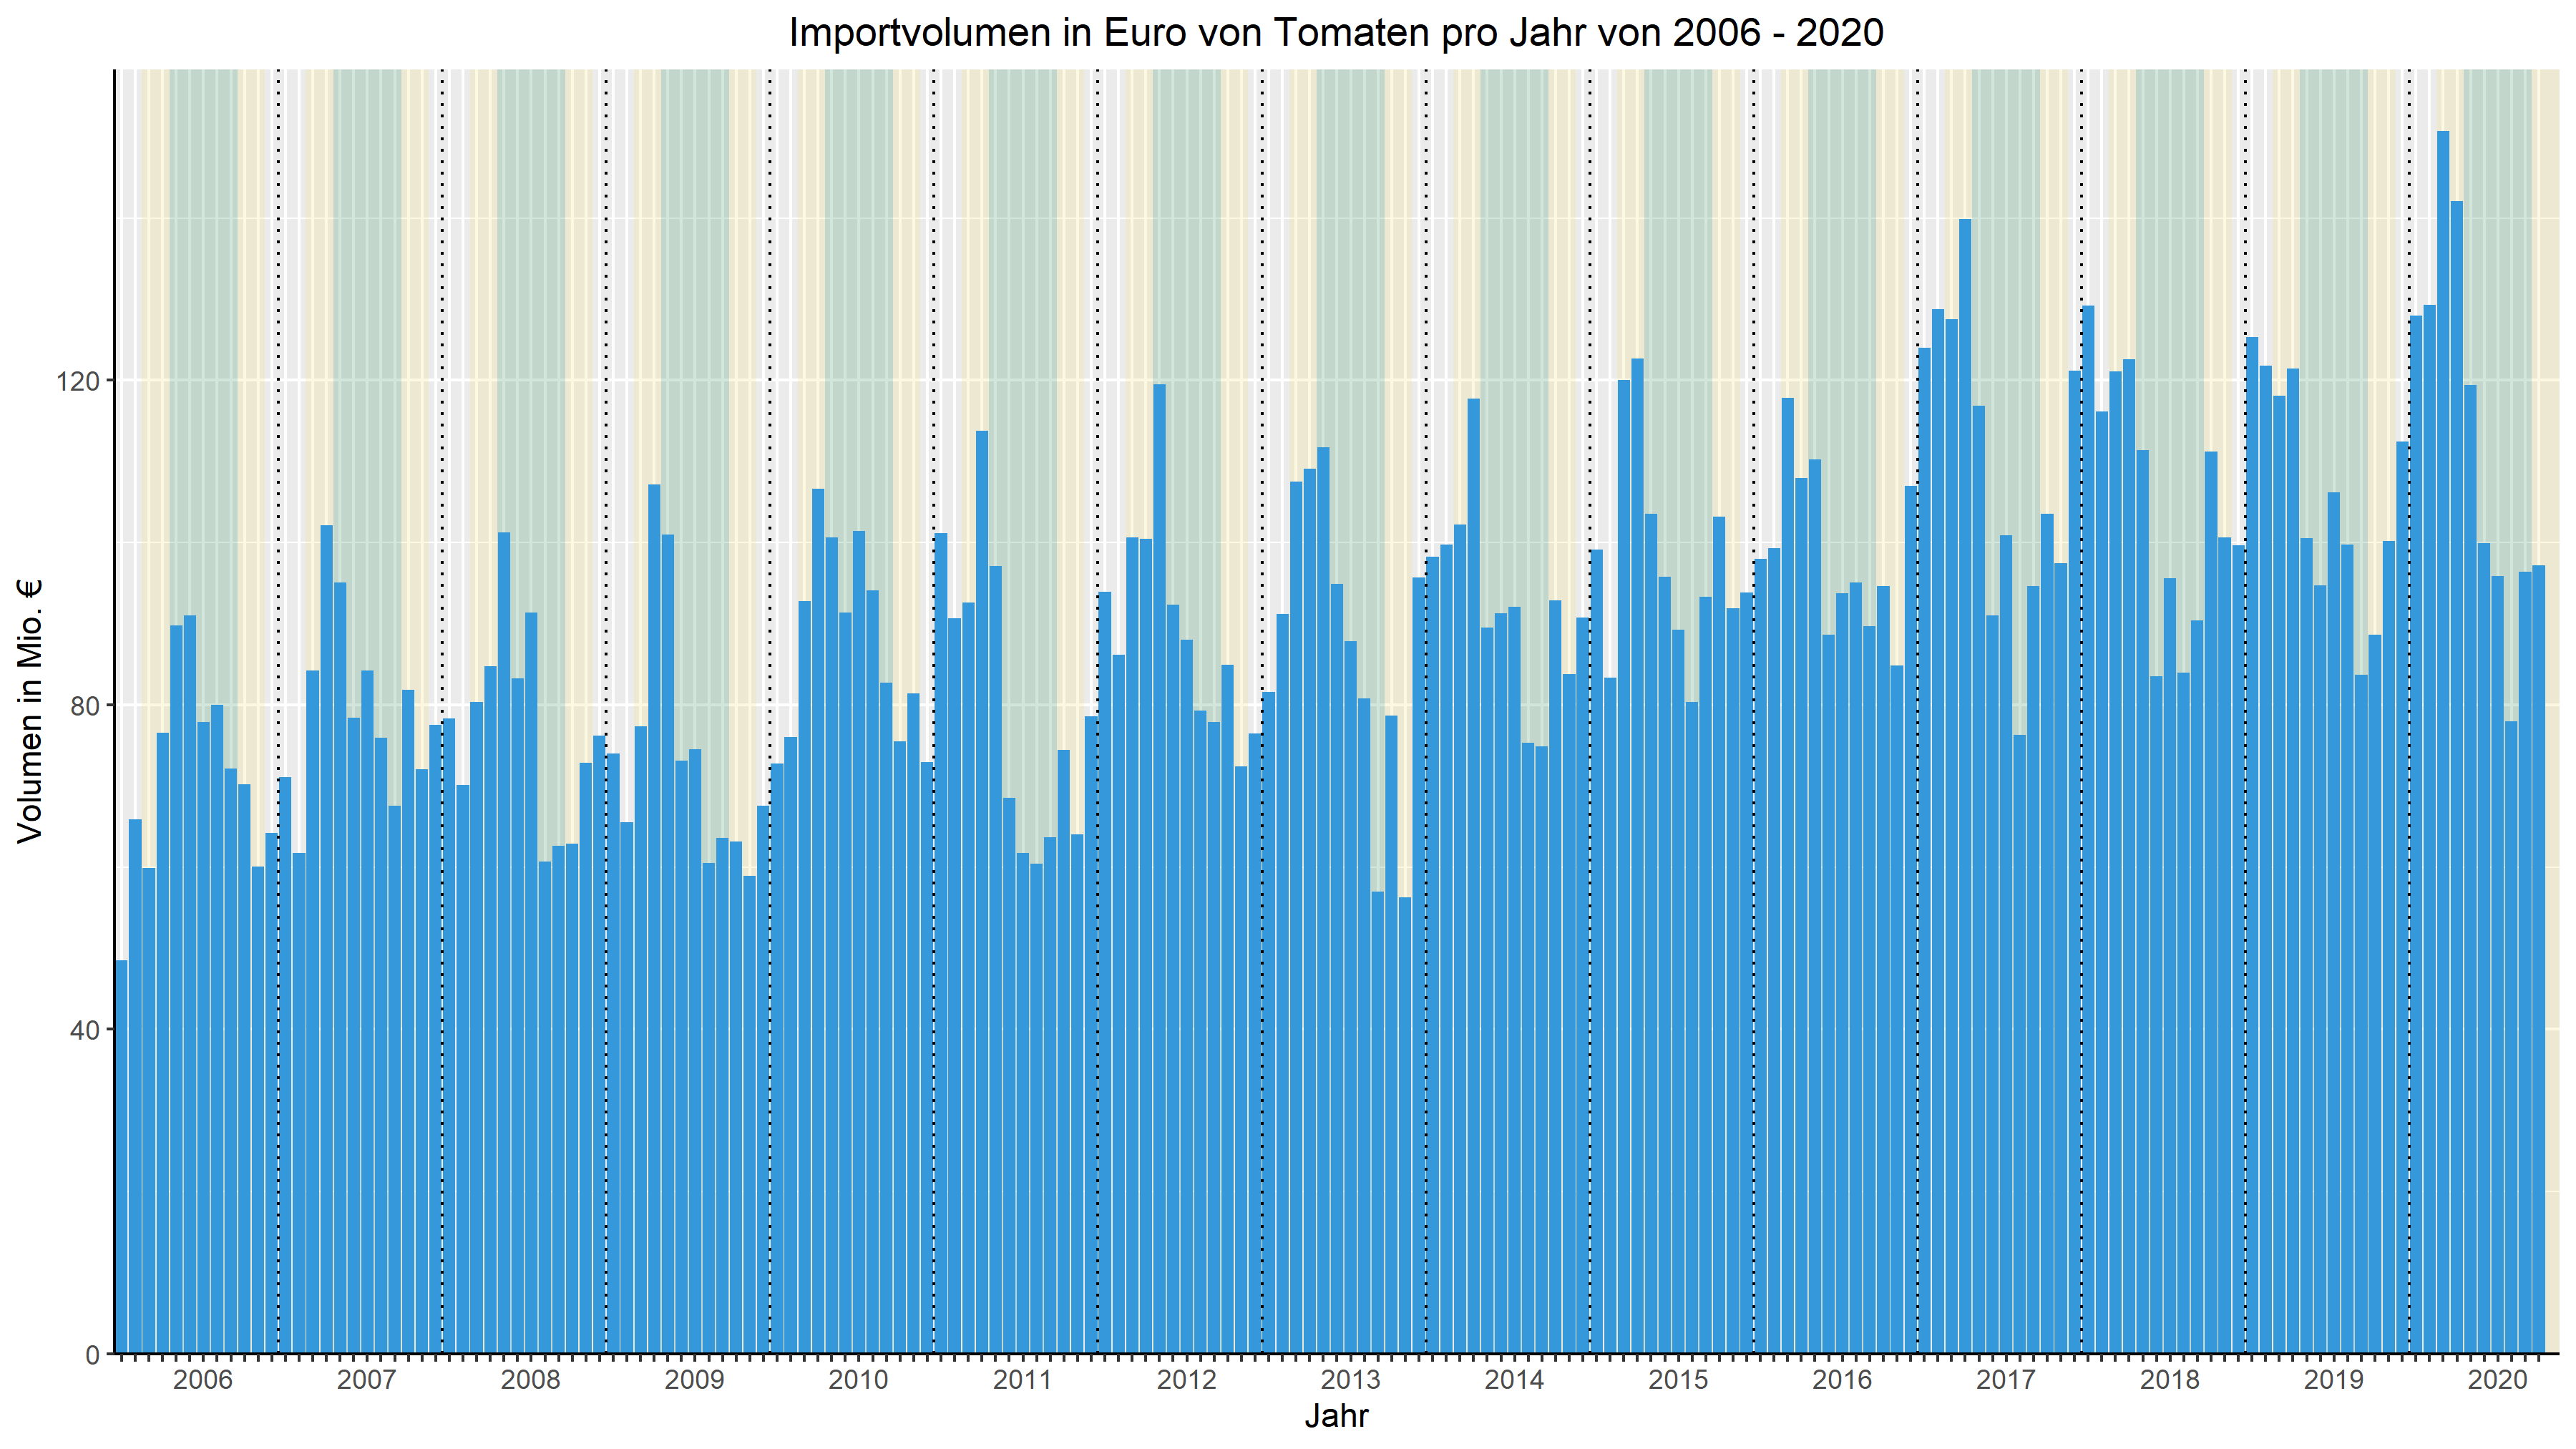 Importvolumen in Euro von Tomaten pro Jahr von 2006 - 2020
Volumen in Mio. €
120
80
40
0
2006 2007 2008 2009 2010 2011 2012 2013 2014 2015 2016 2017 2018 2019 2020
Jahr